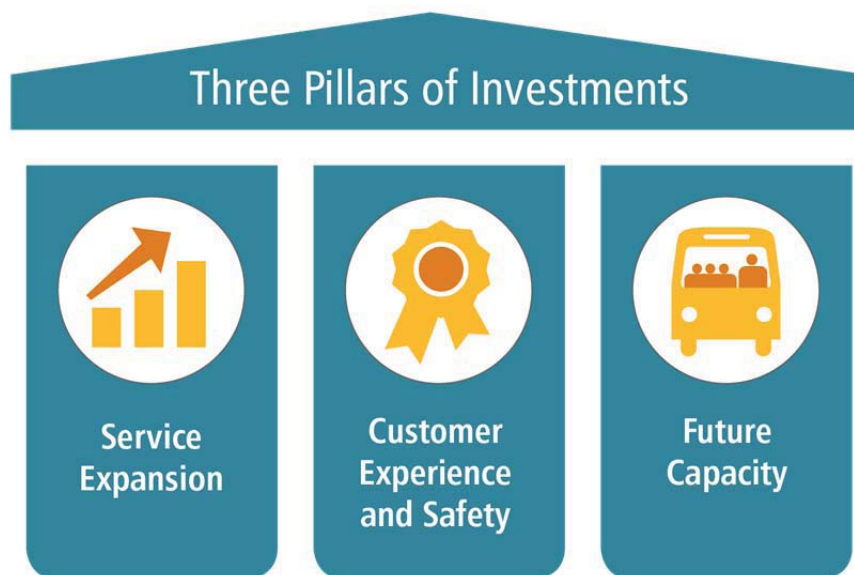 Three Pillars of Investments
Service
Expansion
Customer
Experience
and Safety
Future
Capacity